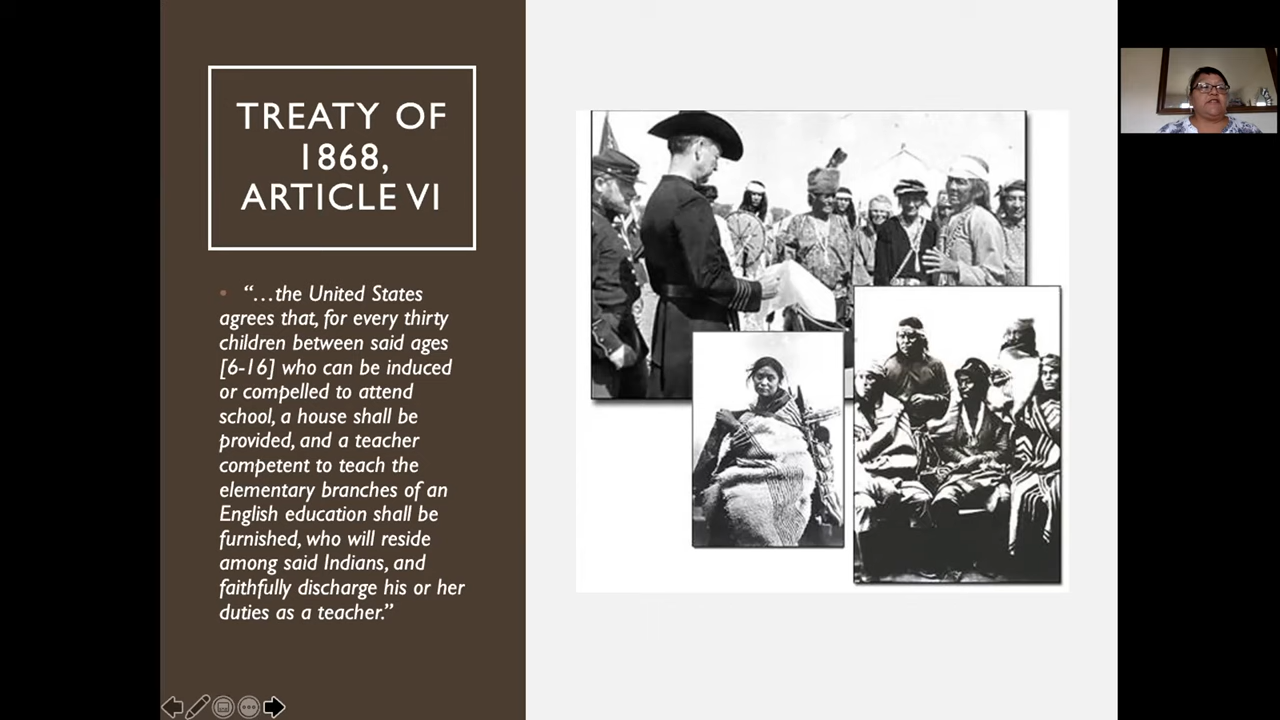 TREATY OF
1868,
ARTICLE VI
• “…the United States
agrees that, for every thirty
children between said ages
[6-16] who can be induced
or compelled to attend
school, a house shall be
provided, and a teacher
competent to teach the
elementary branches of an
English education shall be
furnished, who will reside
among said Indians, and
faithfully discharge his or her
duties as a teacher.”